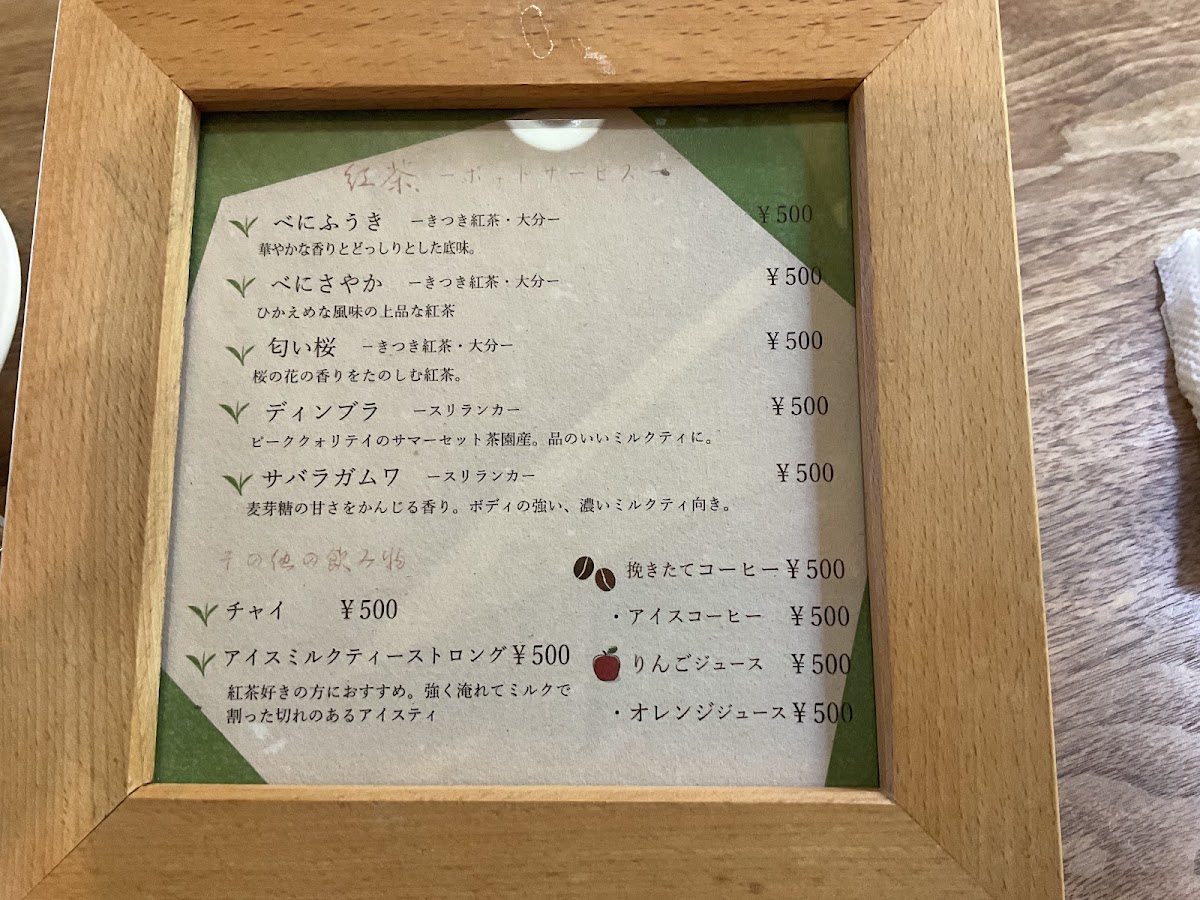 紅茶 ーポットサービスー
べにふうき ーきつき紅茶・大分ー ¥500
華やかな香りとどっしりとした底味。
べにさやか ーきつき紅茶・大分ー ¥500
ひかえめな風味の上品な紅茶
匂い桜 ーきつき紅茶・大分ー ¥500
桜の花の香りをたのしむ紅茶。
ディンブラ ースリランカー ¥500
ピーククォリテイのサマーセット茶園産。品のいいミルクティに。
サバラガムワ ースリランカー ¥500
麦芽糖の甘さをかんじる香り。ボディの強い、濃いミルクティ向き。
その他の飲み物
チャイ ¥500
アイスミルクティーストロング¥500
紅茶好きの方におすすめ。強く淹れてミルクで
割った切れのあるアイスティ
挽きたてコーヒー¥500
・アイスコーヒー ¥500
りんごジュース ¥500
・オレンジジュース¥500